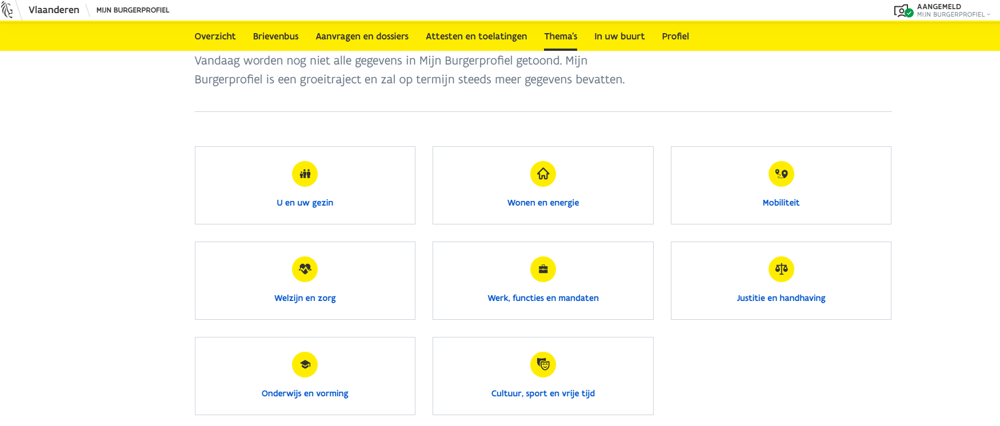 Vlaanderen
MIJN BURGERPROFIEL
AANGEMELD
MIJN BURGERPROFIEL
Overzicht Brievenbus Aanvragen en dossiers Attesten en toelatingen Thema's In uw buurt Profiel
Vandaag worden nog niet alle gegevens in Mijn Burgerprofiel getoond. Mijn
Burgerprofiel is een groeitraject en zal op termijn steeds meer gegevens bevatten.
U en uw gezin
Wonen en energie
Mobiliteit
Welzijn en zorg
Werk, functies en mandaten
Justitie en handhaving
Onderwijs en vorming
Cultuur, sport en vrije tijd